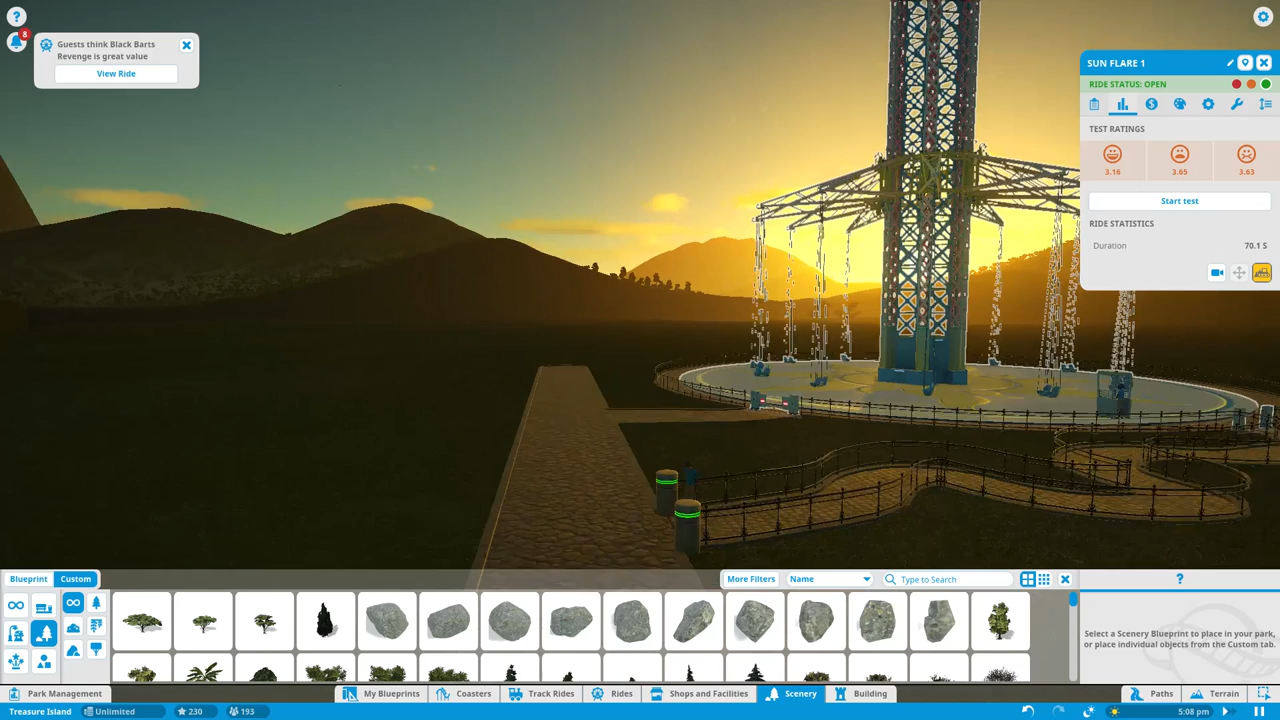 ?
8
Guests think Black Barts
Revenge is great value
View Ride
SUN FLARE 1
RIDE STATUS: OPEN
TEST RATINGS
3.16 3.65 3.63
Start test
RIDE STATISTICS
Duration 70.1 S
Blueprint Custom
More Filters Name Type to Search
?
Select a Scenery Blueprint to place in your park,
or place individual objects from the Custom tab.
Park Management My Blueprints Coasters Track Rides Rides Shops and Facilities Scenery Building Paths Terrain
Treasure Island Unlimited 230 193 5:08 pm